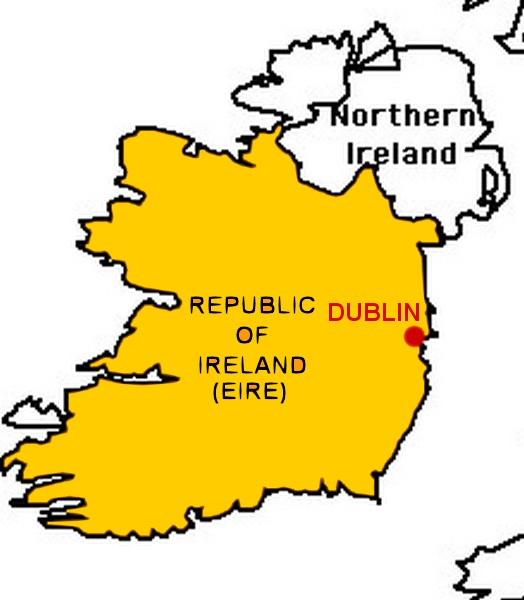 Northern
Ireland
REPUBLIC
OF
IRELAND
(EIRE)
DUBLIN